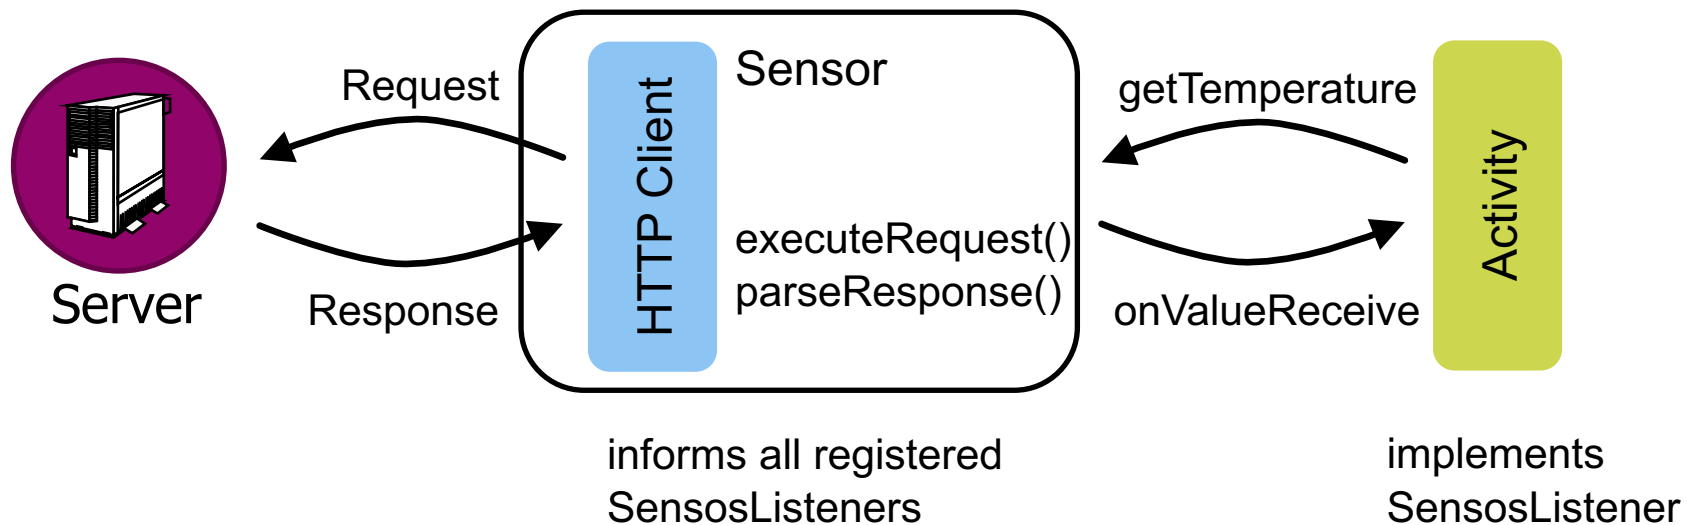 Server
Request
Response
HTTP Client
Sensor
executeRequest()
parseResponse()
getTemperature
onValueReceive
Activity
informs all registered
SensosListeners
implements
SensosListener